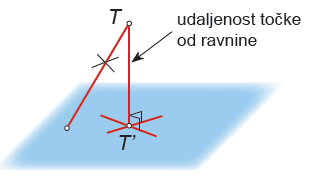 T
udaljenost točke
od ravnine
T'